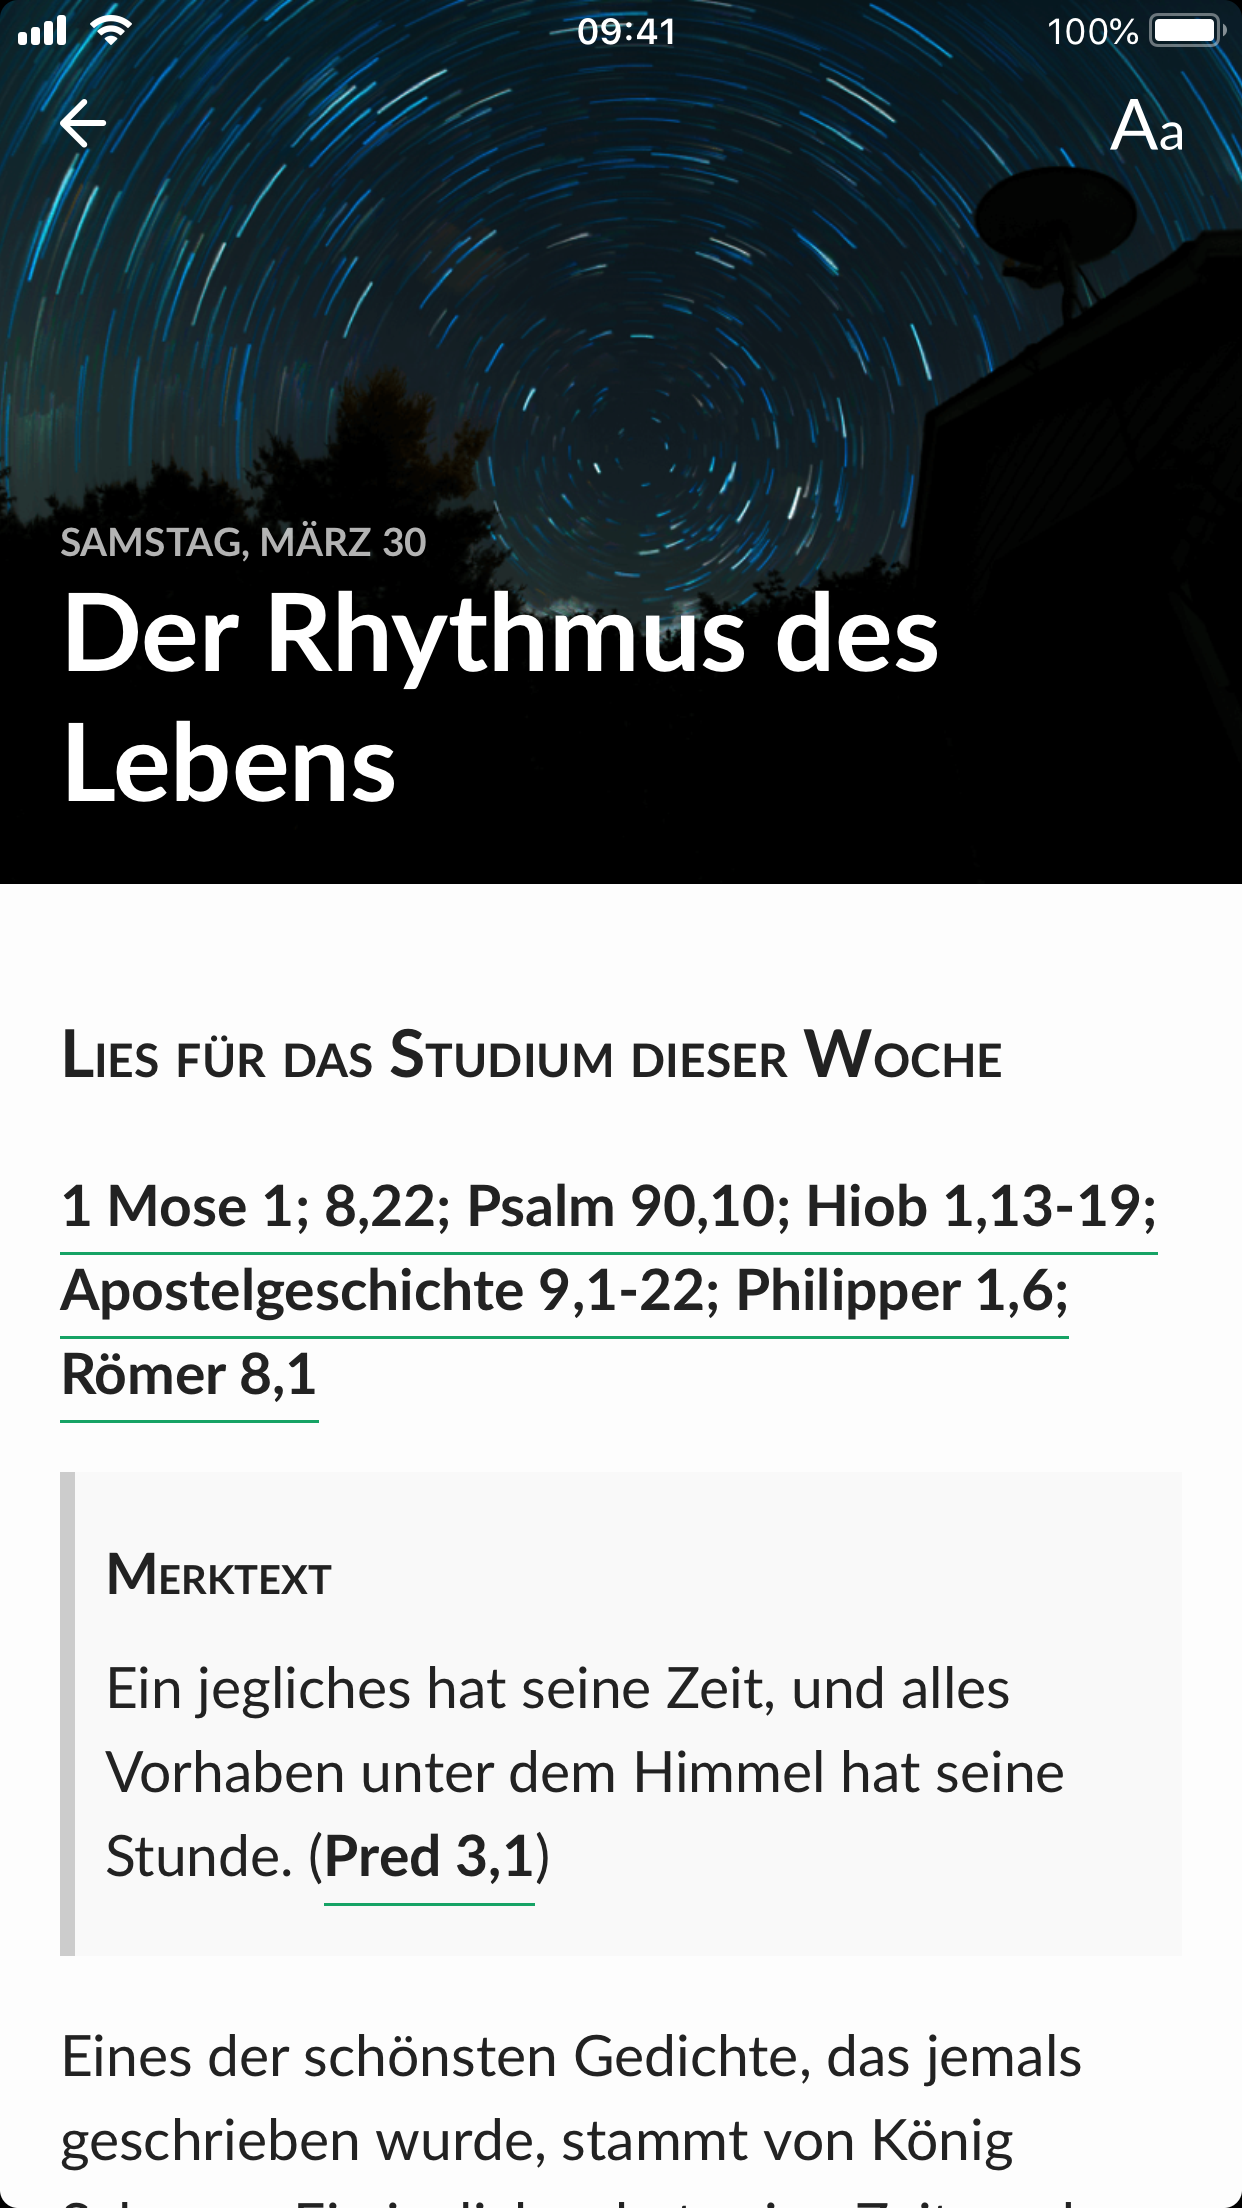 09:41
100%
Aa
SAMSTAG, MÄRZ 30
Der Rhythmus des
Lebens
Lies für das Studium dieser Woche
1 Mose 1; 8,22; Psalm 90,10; Hiob 1,13-19;
Apostelgeschichte 9,1-22; Philipper 1,6;
Römer 8,1
Merktext
Ein jegliches hat seine Zeit, und alles
Vorhaben unter dem Himmel hat seine
Stunde. (Pred 3,1)
Eines der schönsten Gedichte, das jemals
geschrieben wurde, stammt von König